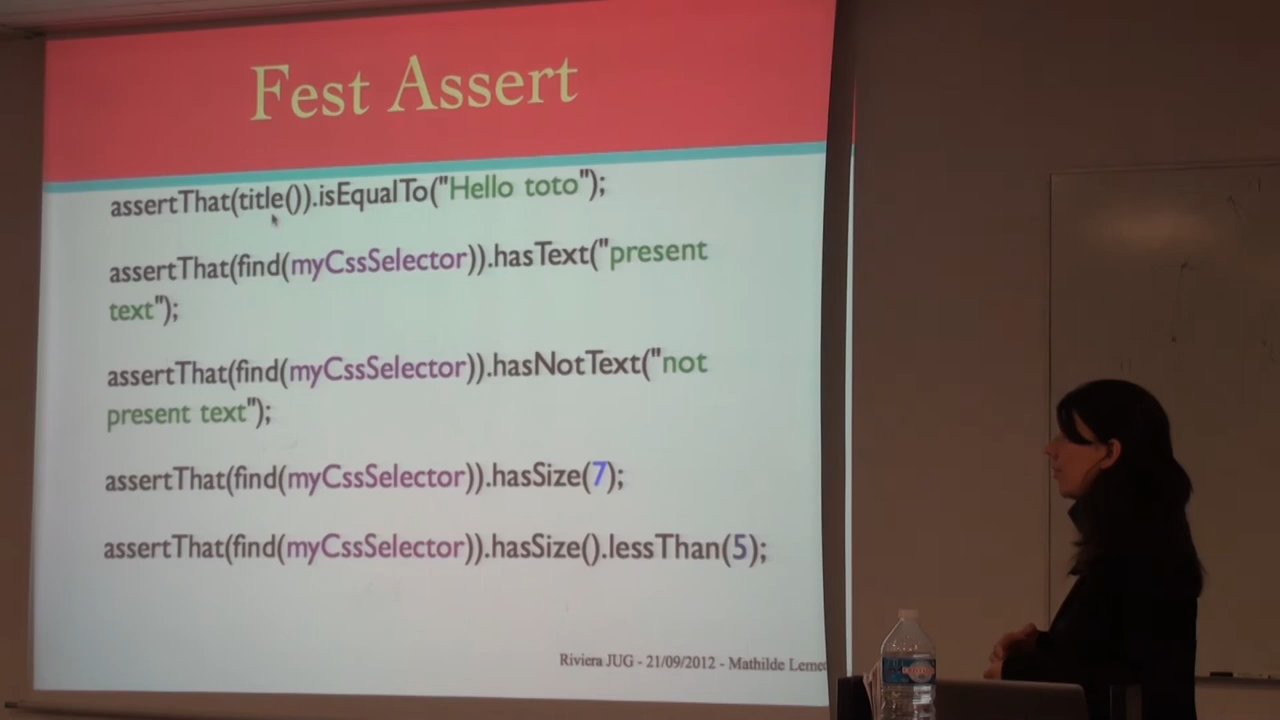 Fest Assert
assertThat(title()).isEqualTo("Hello toto");
assertThat(find(myCssSelector)).hasText("present
text");
assertThat(find(myCssSelector)).hasNotText("not
present text");
assertThat(find(myCssSelector)).hasSize(7);
assertThat(find(myCssSelector)).hasSize().lessThan(5);
Riviera JUG - 21/09/2012 - Mathilde